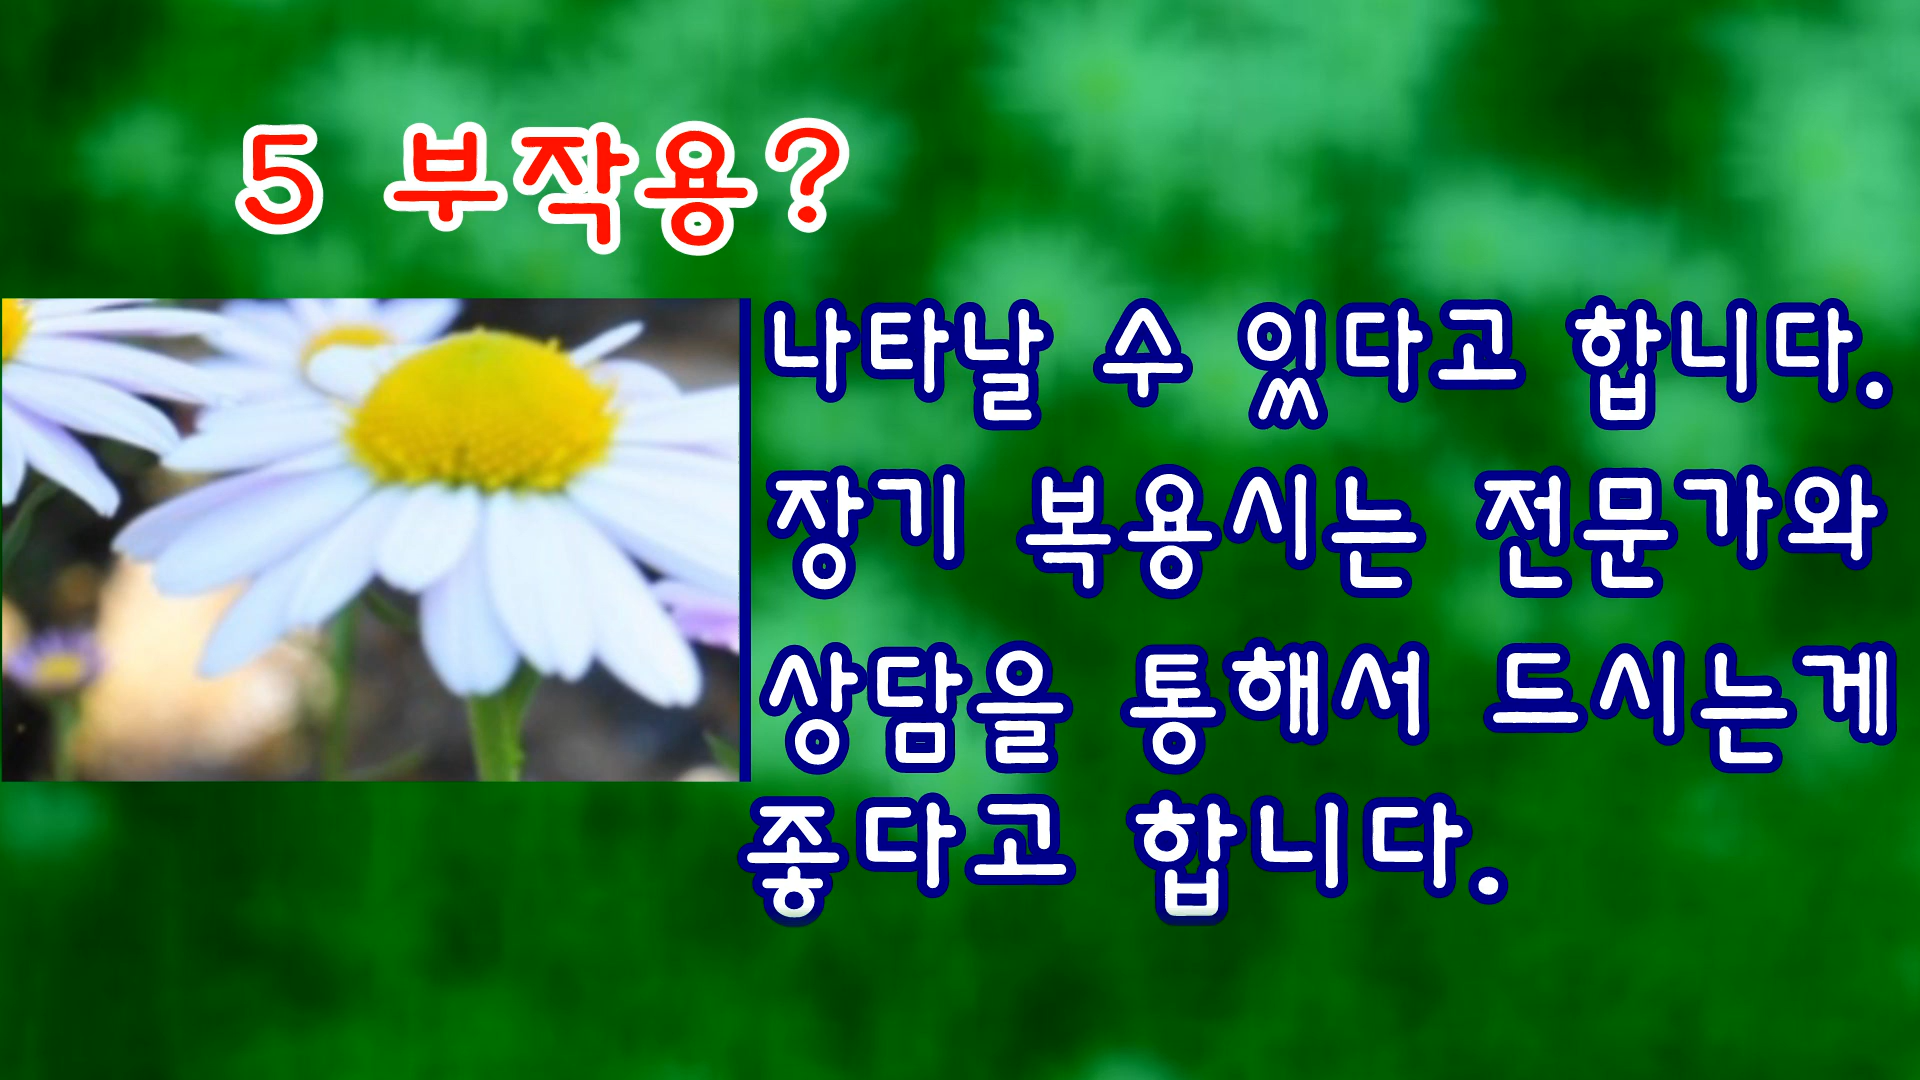 5 부작용?
나타날 수 있다고 합니다.
장기 복용시는 전문가와
상담을 통해서 드시는게
좋다고 합니다.